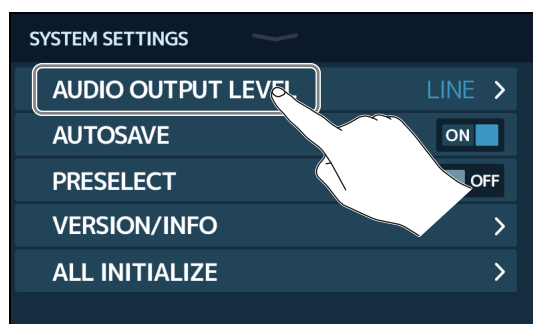 SYSTEM SETTINGS
AUDIO OUTPUT LEVEL LINE
AUTOSAVE ON
PRESELECT OFF
VERSION/INFO
ALL INITIALIZE